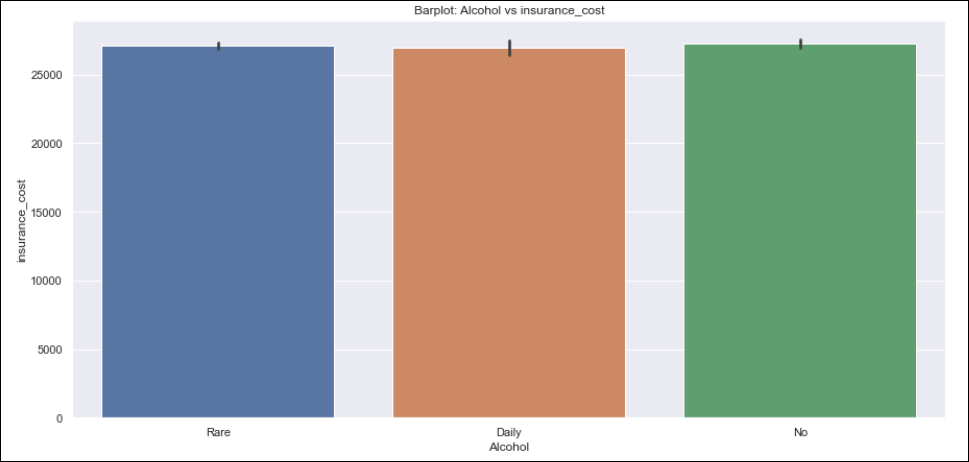 Barplot: Alcohol vs insurance_cost
insurance_cost
25000
20000
15000
10000
5000
0
Rare
Daily
No
Alcohol